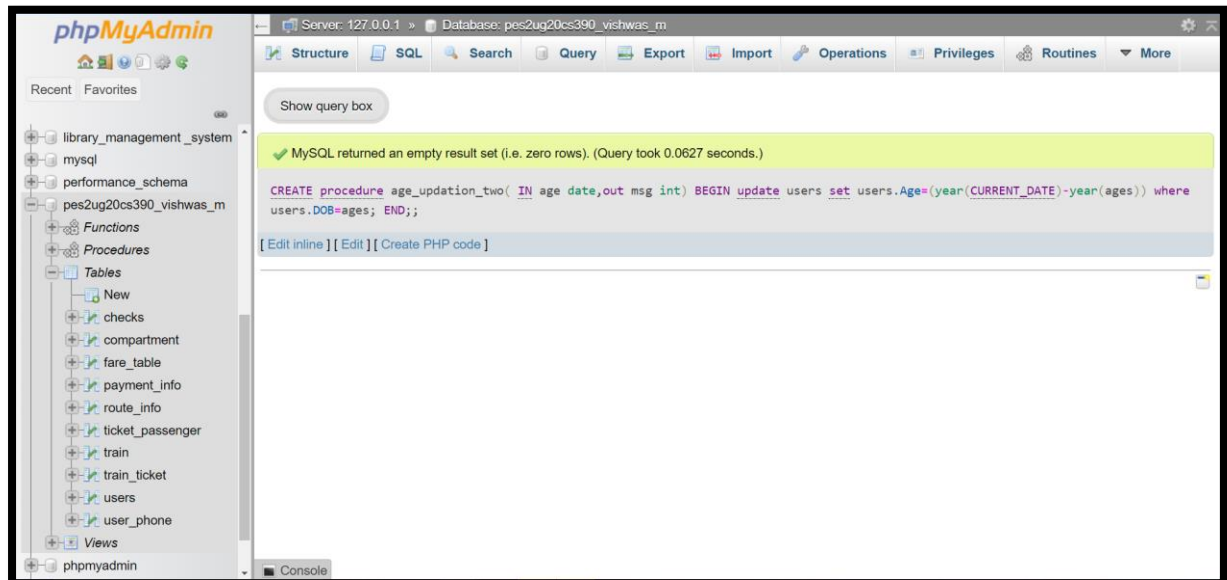 phpMyAdmin
Recent Favorites
library_management _system
mysql
performance_schema
pes2ug20cs390_vishwas_m
Functions
Procedures
Tables
New
checks
compartment
fare_table
payment_info
route_info
ticket_passenger
train
train_ticket
users
user_phone
Views
phpmyadmin
Server: 127.0.0.1 » Database: pes2ug20cs390_vishwas_m
Structure SQL Search Query Export Import Operations Privileges Routines More
Show query box
MySQL returned an empty result set (i.e. zero rows). (Query took 0.0627 seconds.)
CREATE procedure age_updation_two( IN age date,out msg int) BEGIN update users set users.Age=(year(CURRENT_DATE)-year(ages)) where
users.DOB=ages; END;;
[ Edit inline ] [ Edit ] [ Create PHP code ]
Console